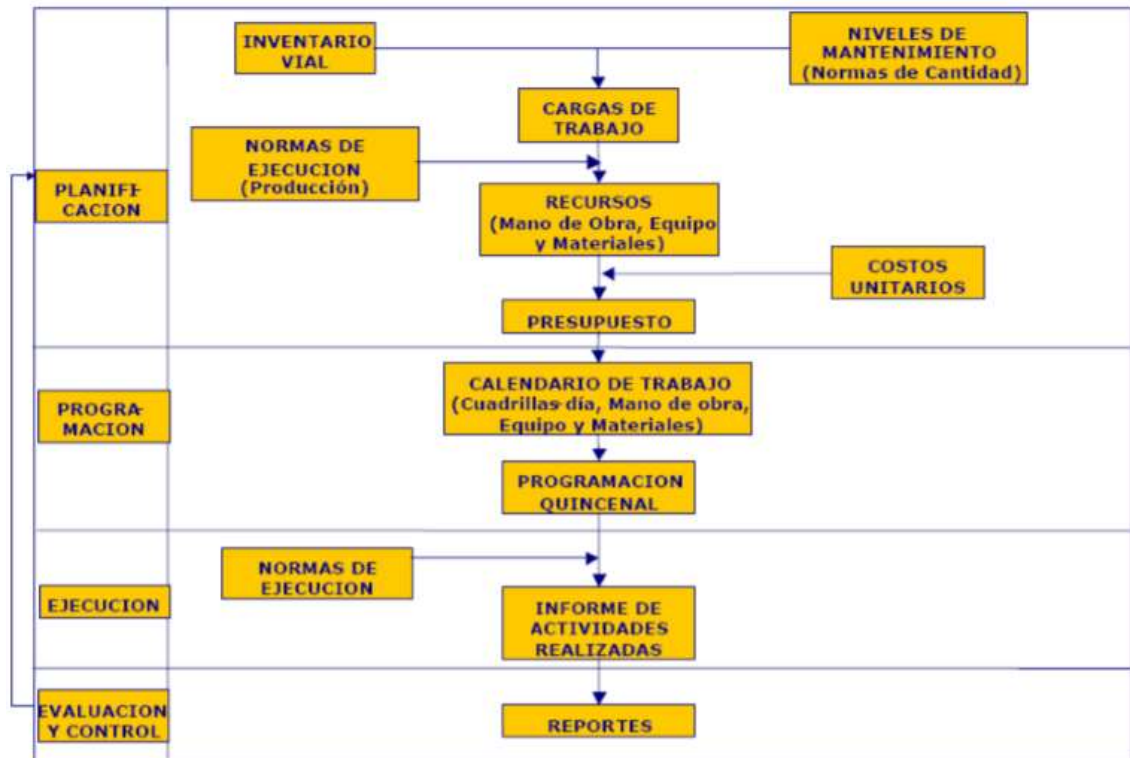 INVENTARIO
VIAL
NIVELES DE
MANTENIMIENTO
(Normas de Cantidad)
CARGAS DE
TRABAJO
NORMAS DE
EJECUCION
(Producción)
PLANIFI-
CACION
RECURSOS
(Mano de Obra, Equipo
y Materiales)
COSTOS
UNITARIOS
PRESUPUESTO
PROGRA-
MACION
CALENDARIO DE TRABAJO
(Cuadrillas-día, Mano de obra,
Equipo y Materiales)
PROGRAMACION
QUINCENAL
NORMAS DE
EJECUCION
EJECUCION
INFORME DE
ACTIVIDADES
REALIZADAS
EVALUACION
Y CONTROL
REPORTES